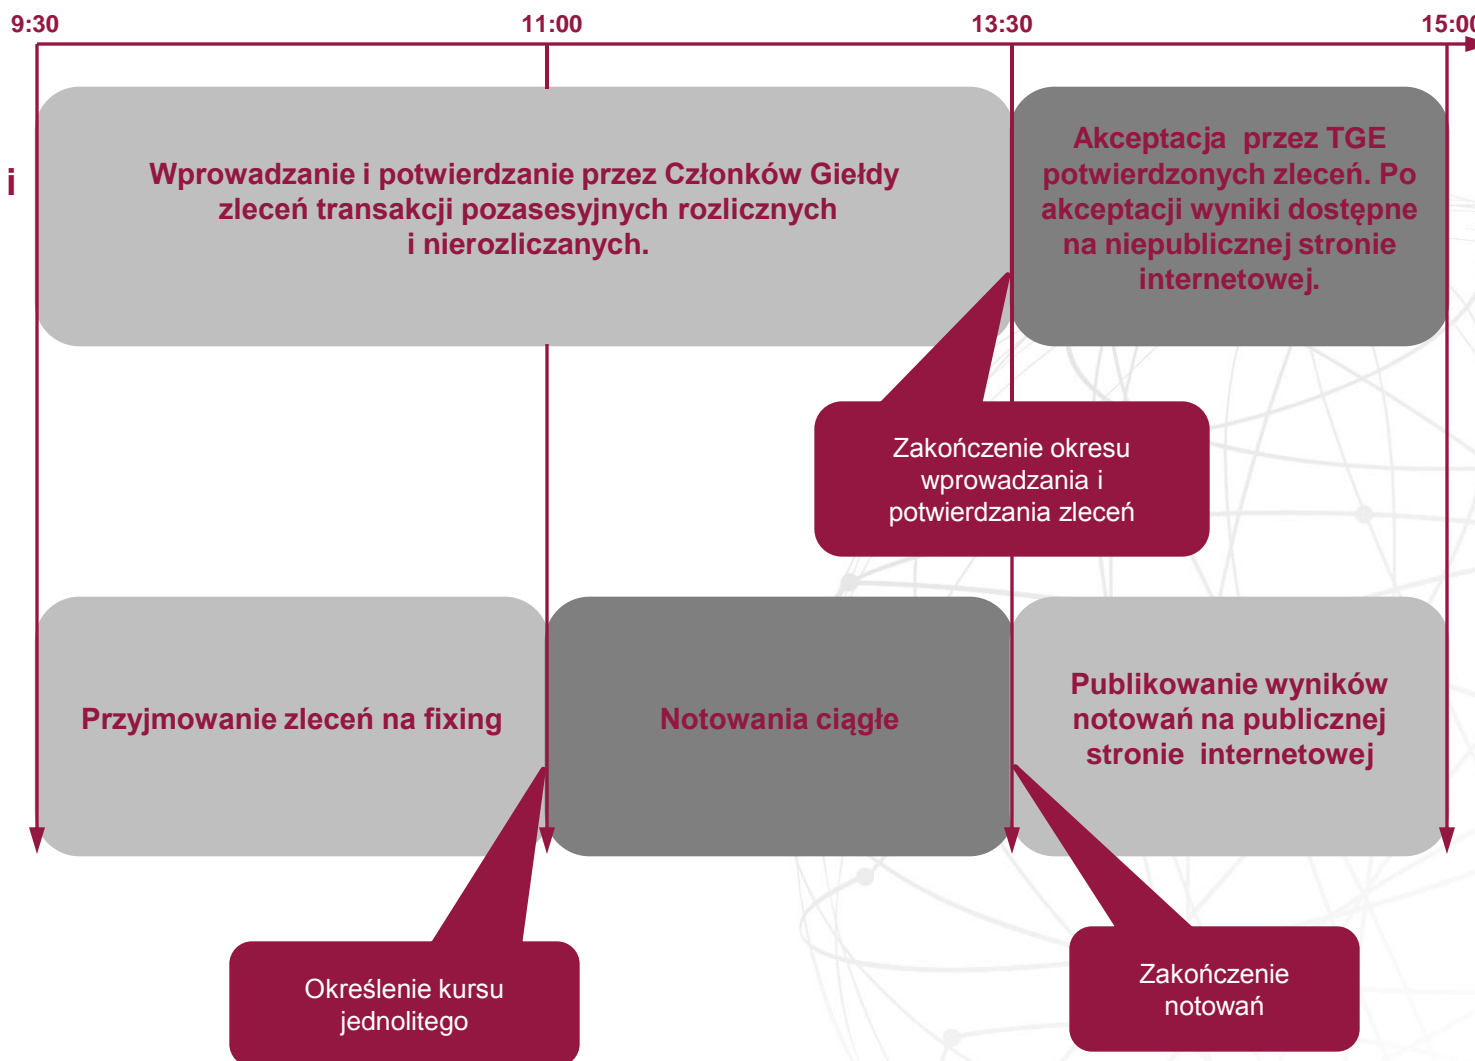 9:30
11:00
13:30
15:00
i
Wprowadzanie i potwierdzanie przez Członków Giełdy
zleceń transakcji pozasesyjnych rozlicznych
i nierozliczanych.
Akceptacja przez TGE
potwierdzonych zleceń. Po
akceptacji wyniki dostępne
na niepublicznej stronie
internetowej.
Zakończenie okresu
wprowadzania i
potwierdzania zleceń
Przyjmowanie zleceń na fixing
Notowania ciągłe
Publikowanie wyników
notowań na publicznej
stronie internetowej
Określenie kursu
jednolitego
Zakończenie
notowań